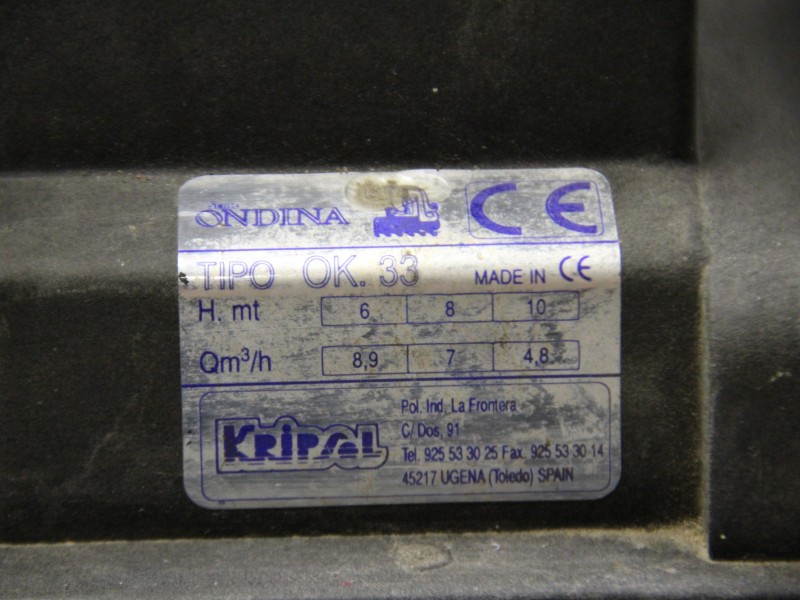 ONDINA
CE
TIPO OK. 33 MADE IN CE
H. mt 6 8 10
Qm³/h 8,9 7 4,8
KRIPSOL
Pol. Ind, La Frontera
C/ Dos, 91
Tel. 925 53 30 25 Fax. 925 53 30 14
45217 UGENA (Toledo) SPAIN